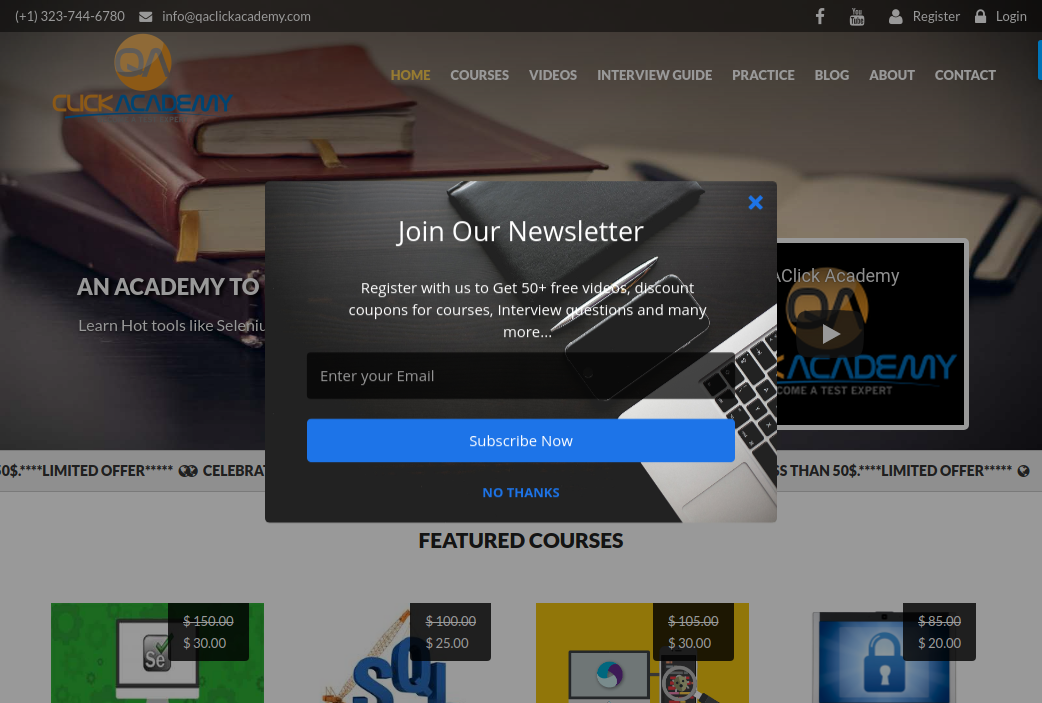 (+1) 323-744-6780 info@qaclickacademy.com Register Login
QA
CLICKACADEMY
HOME COURSES VIDEOS INTERVIEW GUIDE PRACTICE BLOG ABOUT CONTACT
Join Our Newsletter
Register with us to Get 50+ free videos, discount
coupons for courses, Interview questions and many
more...
Enter your Email
Subscribe Now
NO THANKS
AN ACADEMY TO
Learn Hot tools like Seleniu
AClick Academy
QA
ACADEMY
COME A TEST EXPERT
50$.****LIMITED OFFER***** CELEBRAT
SS THAN 50$.****LIMITED OFFER*****
FEATURED COURSES
$ 150.00
$ 30.00
$ 100.00
$ 25.00
$ 105.00
$ 30.00
$ 85.00
$ 20.00
Se
SQL